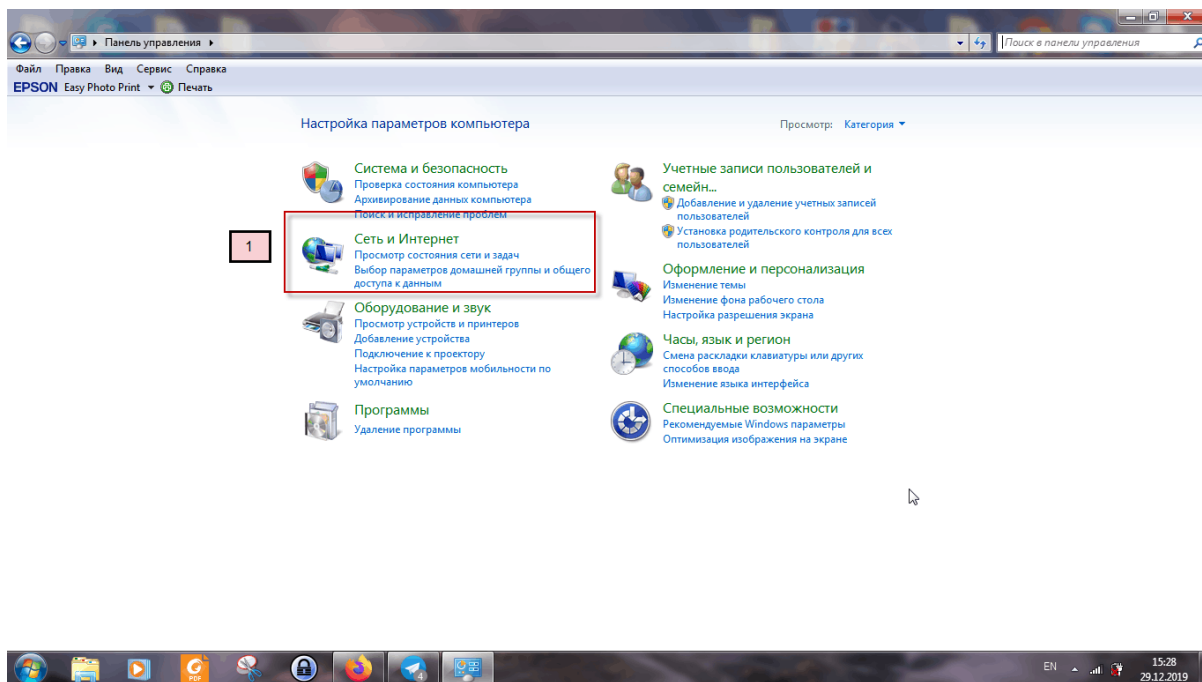 Панель управления
Поиск в панели управления
Файл Правка Вид Сервис Справка
EPSON Easy Photo Print Печать
Настройка параметров компьютера
Просмотр: Категория
Система и безопасность
Проверка состояния компьютера
Архивирование данных компьютера
Поиск и исправление проблем
1
Сеть и Интернет
Просмотр состояния сети и задач
Выбор параметров домашней группы и общего
доступа к данным
Оборудование и звук
Просмотр устройств и принтеров
Добавление устройства
Подключение к проектору
Настройка параметров мобильности по
умолчанию
Программы
Удаление программы
Учетные записи пользователей и
семейн...
Добавление и удаление учетных записей
пользователей
Установка родительского контроля для всех
пользователей
Оформление и персонализация
Изменение темы
Изменение фона рабочего стола
Настройка разрешения экрана
Часы, язык и регион
Смена раскладки клавиатуры или других
способов ввода
Изменение языка интерфейса
Специальные возможности
Рекомендуемые Windows параметры
Оптимизация изображения на экране
G
PDF
4
EN
15:28
29.12.2019